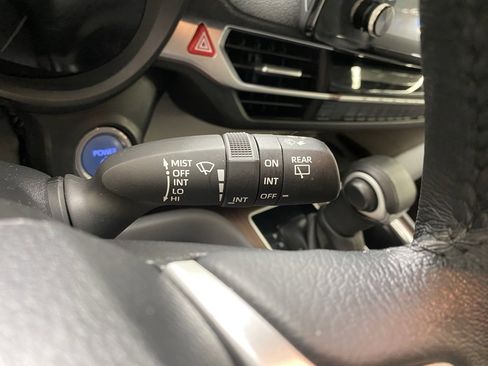 POWER
MIST
OFF
INT
LO
HI
INT
ON
INT
OFF
REAR